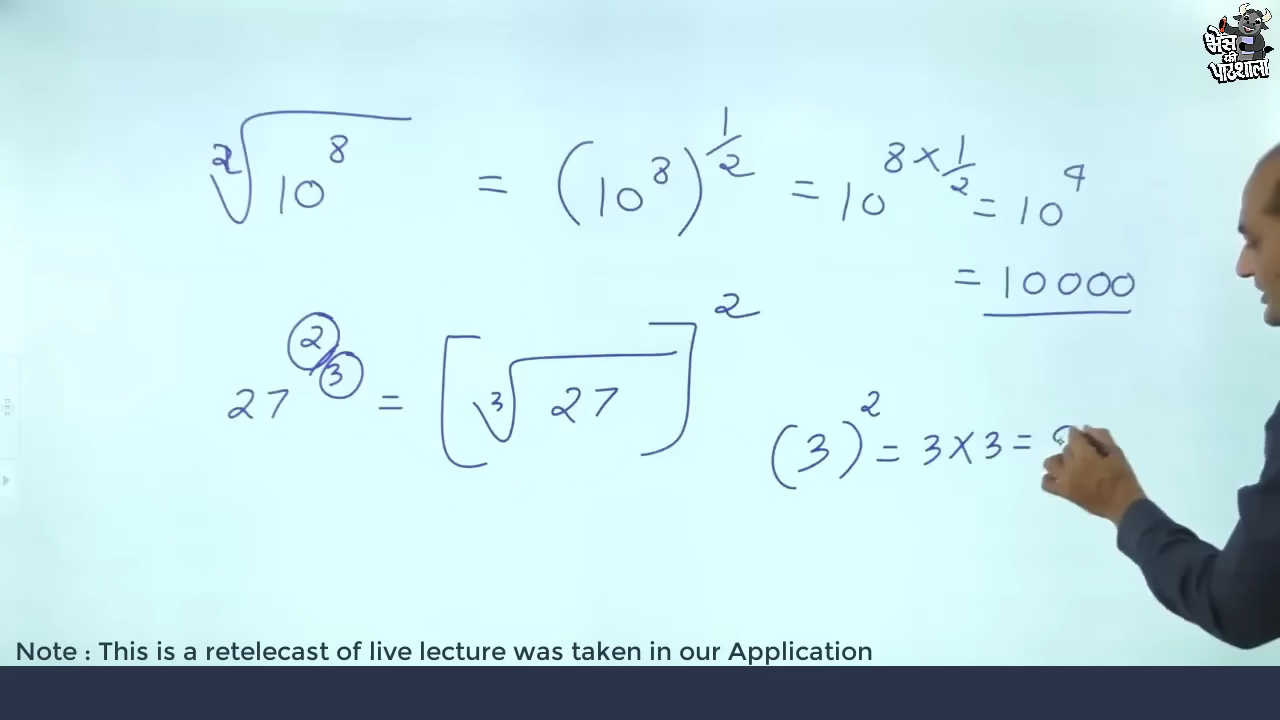 भैंस की पाठशाला
²√10⁸ = (10⁸)^1/2 = 10^8×1/2 = 10⁴
= 10000
27^2/3 = [³√27]²
(3)² = 3×3 =
Note : This is a retelecast of live lecture was taken in our Application